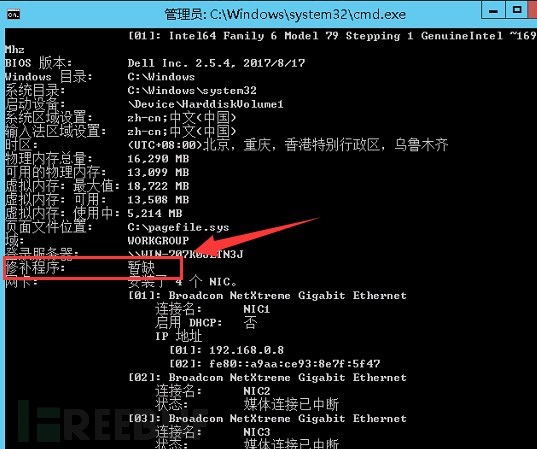 管理员: C:\Windows\system32\cmd.exe
[01]: Intel64 Family 6 Model 79 Stepping 1 GenuineIntel ~169
Mhz
BIOS 版本: Dell Inc. 2.5.4, 2017/8/17
Windows 目录: C:\Windows
系统目录: C:\Windows\system32
启动设备: \Device\HarddiskVolume1
系统区域设置: zh-cn;中文(中国)
输入法区域设置: zh-cn;中文(中国)
时区: (UTC+08:00)北京，重庆，香港特别行政区，乌鲁木齐
物理内存总量: 16,290 MB
可用的物理内存: 13,099 MB
虚拟内存: 最大值: 18,722 MB
虚拟内存: 可用: 13,508 MB
虚拟内存: 使用中: 5,214 MB
页面文件位置: C:\pagefile.sys
域: WORKGROUP
登录服务器:
修补程序: 暂缺
网卡: 安装了 4 个 NIC。
[01]: Broadcom NetXtreme Gigabit Ethernet
连接名: NIC1
启用 DHCP: 否
IP 地址
[01]: 192.168.0.8
[02]: fe80::a9aa:ce93:8e7f:5f47
[02]: Broadcom NetXtreme Gigabit Ethernet
连接名: NIC2
状态: 媒体连接已中断
[03]: Broadcom NetXtreme Gigabit Ethernet
连接名: NIC3
状态: 媒体连接已中断